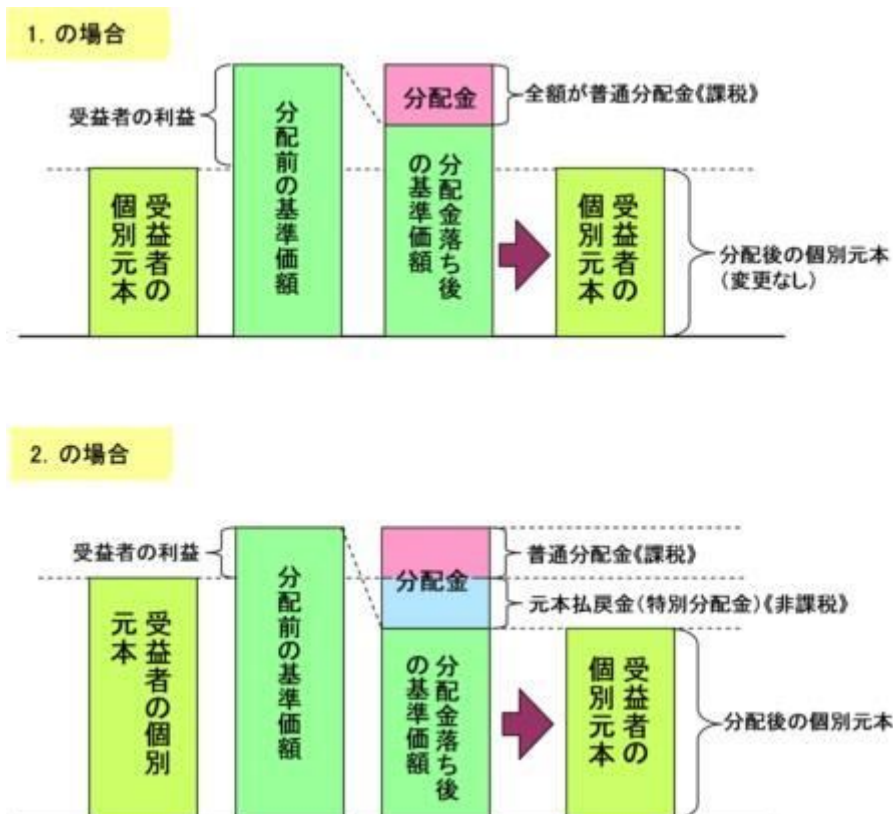 1. の場合
受益者の利益
分配前の基準価額
分配金
全額が普通分配金《課税》
受益者の
個別元本
分配金落ち後
の基準価額
受益者の
個別元本
分配後の個別元本
(変更なし)
2. の場合
受益者の利益
分配前の基準価額
分配金
普通分配金《課税》
元本払戻金(特別分配金)《非課税》
受益者の個別
元本
分配金落ち後
の基準価額
受益者の
個別元本
分配後の個別元本